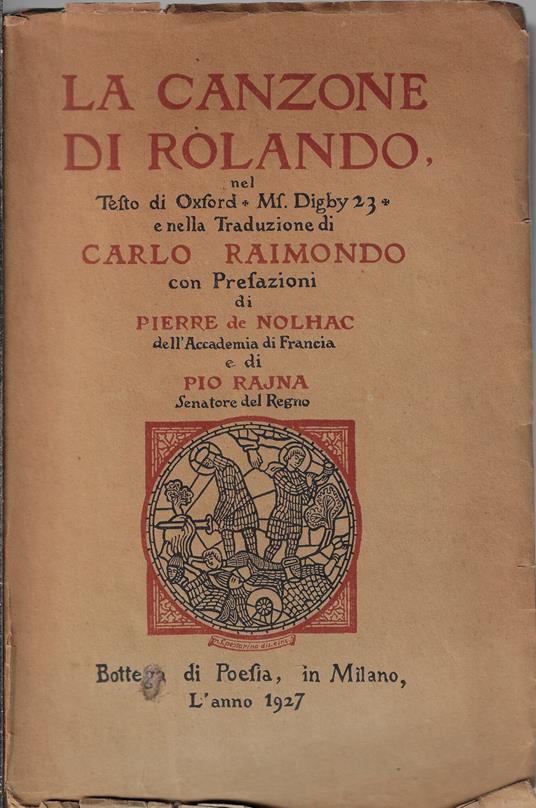 LA CANZONE
DI ROLANDO,
nel
Teſto di Oxford * Mſ. Digby 23 *
e nella Traduzione di
CARLO RAIMONDO
con Prefazioni
di
PIERRE de NOLHAC
dell'Accademia di Francia
e di
PIO RAJNA
Senatore del Regno
Bottega di Poeſia, in Milano,
L'anno 1927